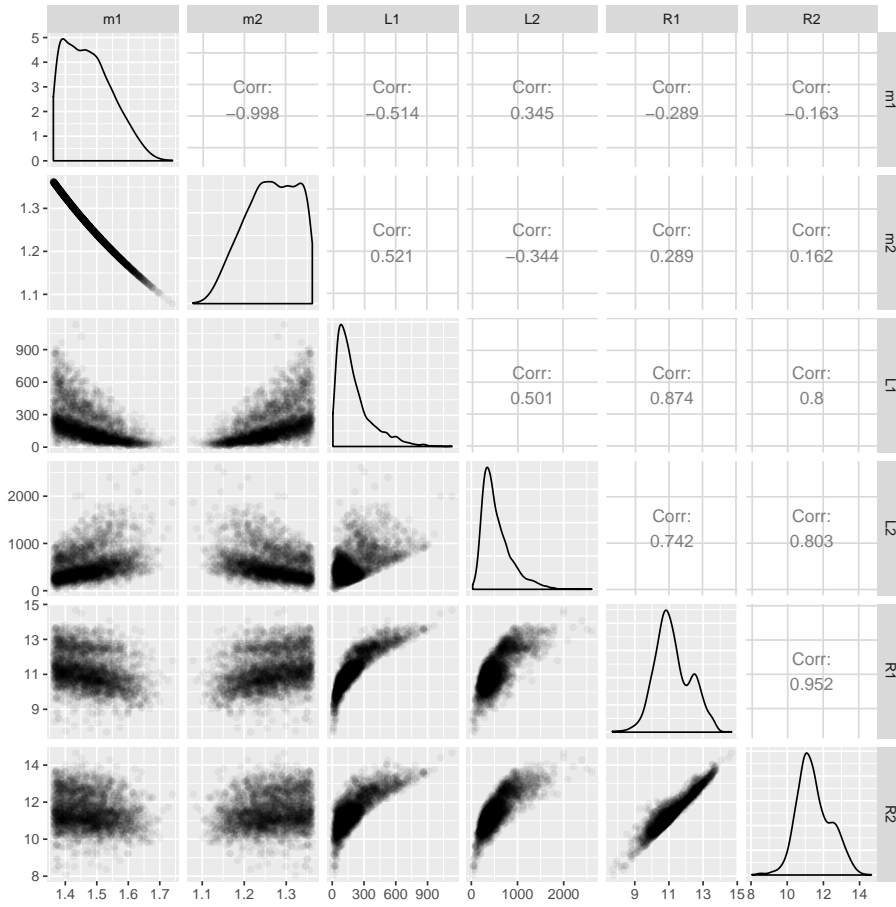 m1 m2 L1 L2 R1 R2
5
4
3
2
1
0
Corr:
−0.998
Corr:
−0.514
Corr:
0.345
Corr:
−0.289
Corr:
−0.163
m1
1.3
1.2
1.1
Corr:
0.521
Corr:
−0.344
Corr:
0.289
Corr:
0.162
m2
900
600
300
0
Corr:
0.501
Corr:
0.874
Corr:
0.8
L1
2000
1000
0
Corr:
0.742
Corr:
0.803
L2
15
13
11
9
Corr:
0.952
R1
14
12
10
8
R2
1.4 1.5 1.6 1.7 1.1 1.2 1.3 0 300 600 900 0 1000 2000 9 11 13 15 8 10 12 14